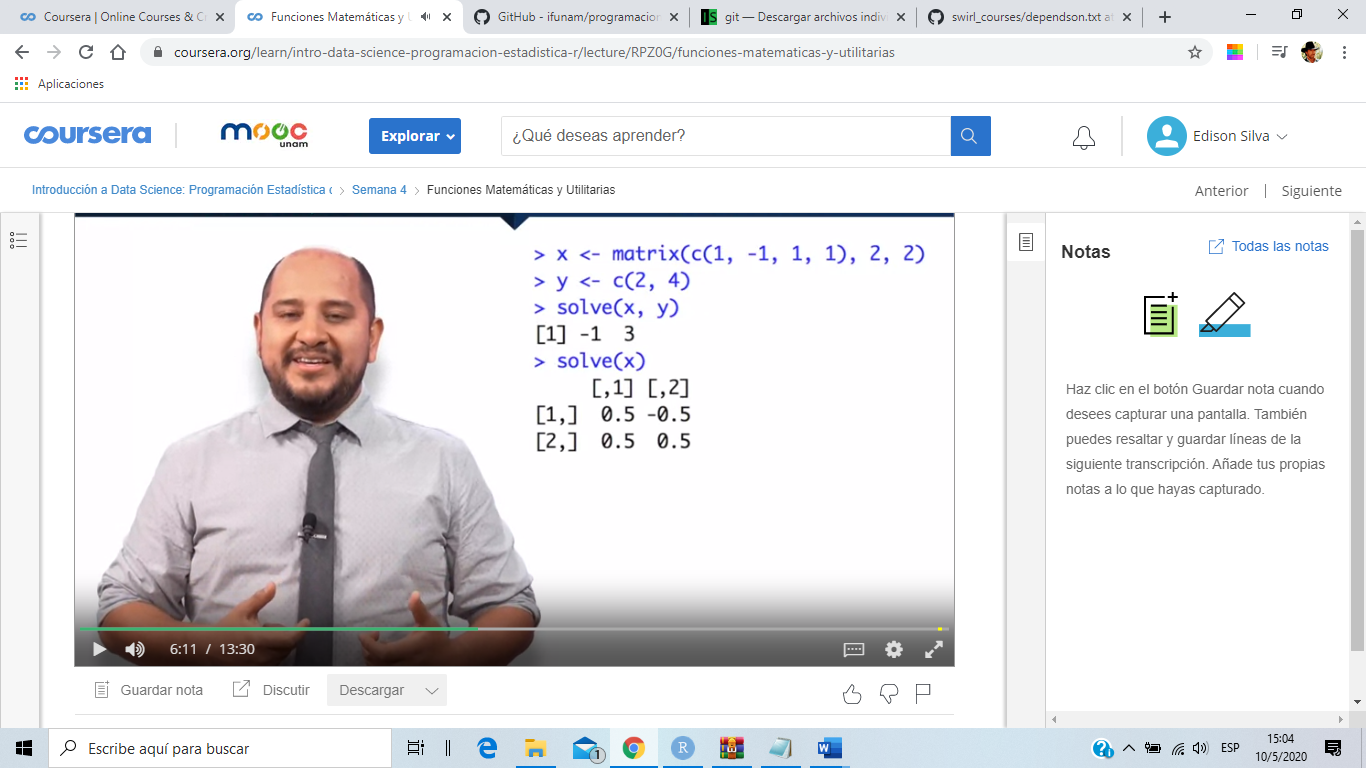 Coursera | Online Courses & C
Funciones Matemáticas y U
GitHub - ifunam/programacion
git — Descargar archivos indiv
swirl_courses/dependson.txt at
coursera.org/learn/intro-data-science-programacion-estadistica-r/lecture/RPZ0G/funciones-matematicas-y-utilitarias
Aplicaciones
coursera
mooc
unam
Explorar
¿Qué deseas aprender?
Edison Silva
Introducción a Data Science: Programación Estadística c > Semana 4 > Funciones Matemáticas y Utilitarias
Anterior | Siguiente
> x <- matrix(c(1, -1, 1, 1), 2, 2)
> y <- c(2, 4)
> solve(x, y)
[1] -1 3
> solve(x)
[,1] [,2]
[1,] 0.5 -0.5
[2,] 0.5 0.5
6:11 / 13:30
Guardar nota
Discutir
Descargar
Notas
Todas las notas
Haz clic en el botón Guardar nota cuando
desees capturar una pantalla. También
puedes resaltar y guardar líneas de la
siguiente transcripción. Añade tus propias
notas a lo que hayas capturado.
Escribe aquí para buscar
1
R
ESP
15:04
10/5/2020